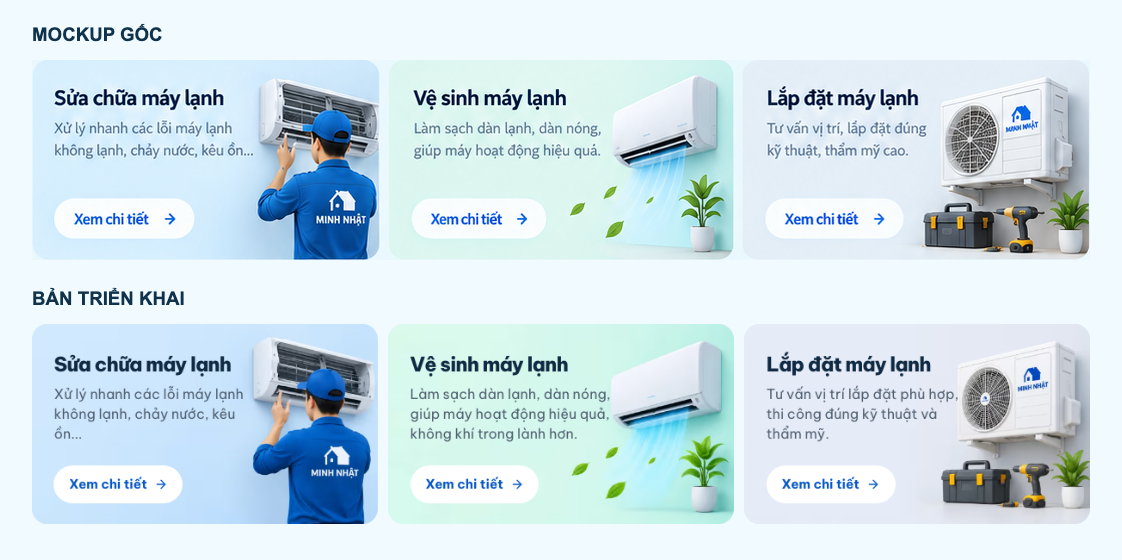 MOCKUP GỐC
Sửa chữa máy lạnh
Xử lý nhanh các lỗi máy lạnh
không lạnh, chảy nước, kêu ồn...
Xem chi tiết
MINH NHẬT
Vệ sinh máy lạnh
Làm sạch dàn lạnh, dàn nóng,
giúp máy hoạt động hiệu quả.
Xem chi tiết
Lắp đặt máy lạnh
Tư vấn vị trí, lắp đặt đúng
kỹ thuật, thẩm mỹ cao.
Xem chi tiết
MINH NHẬT
BẢN TRIỂN KHAI
Sửa chữa máy lạnh
Xử lý nhanh các lỗi máy lạnh
không lạnh, chảy nước, kêu
ồn...
Xem chi tiết
MINH NHẬT
Vệ sinh máy lạnh
Làm sạch dàn lạnh, dàn nóng,
giúp máy hoạt động hiệu quả,
không khí trong lành hơn.
Xem chi tiết
Lắp đặt máy lạnh
Tư vấn vị trí lắp đặt phù hợp,
thi công đúng kỹ thuật và
thẩm mỹ.
Xem chi tiết
MINH NHẬT